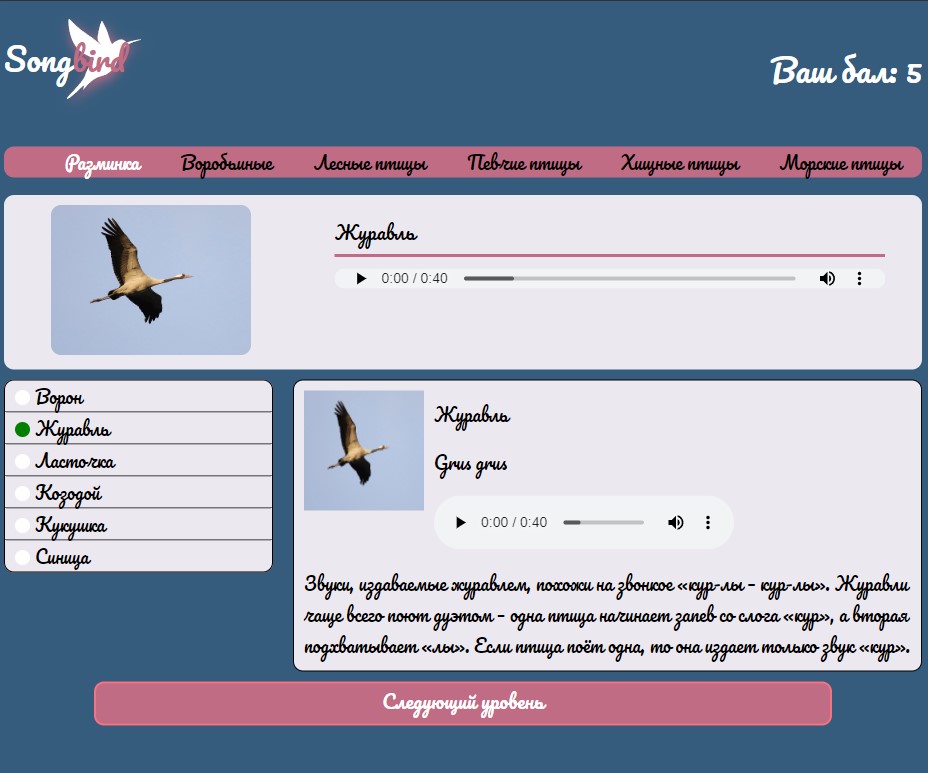 Songbird
Ваш бал: 5
Разминка Воробьиные Лесные птицы Певчие птицы Хищные птицы Морские птицы
Журавль
0:00 / 0:40
Ворон
Журавль
Ласточка
Козодой
Кукушка
Синица
Журавль
Grus grus
0:00 / 0:40
Звуки, издаваемые журавлем, похожи на звонкое «кур-лы – кур-лы». Журавли
чаще всего поют дуэтом – одна птица начинает запев со слога «кур», а вторая
подхватывает «лы». Если птица поёт одна, то она издает только звук «кур».
Следующий уровень